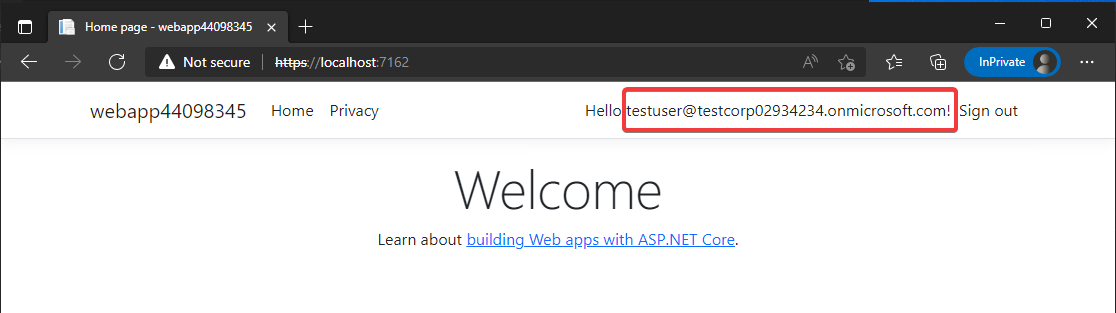 Home page - webapp44098345
Not secure https://localhost:7162 InPrivate
webapp44098345 Home Privacy Hello testuser@testcorp02934234.onmicrosoft.com! Sign out
Welcome
Learn about building Web apps with ASP.NET Core.